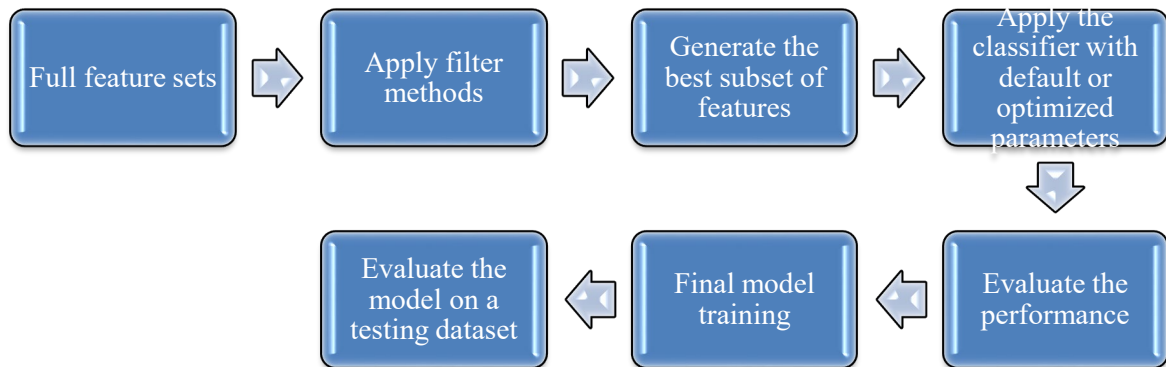 Full feature sets
Apply filter
methods
Generate the
best subset of
features
Apply the
classifier with
default or
optimized
parameters
Evaluate the
performance
Final model
training
Evaluate the
model on a
testing dataset